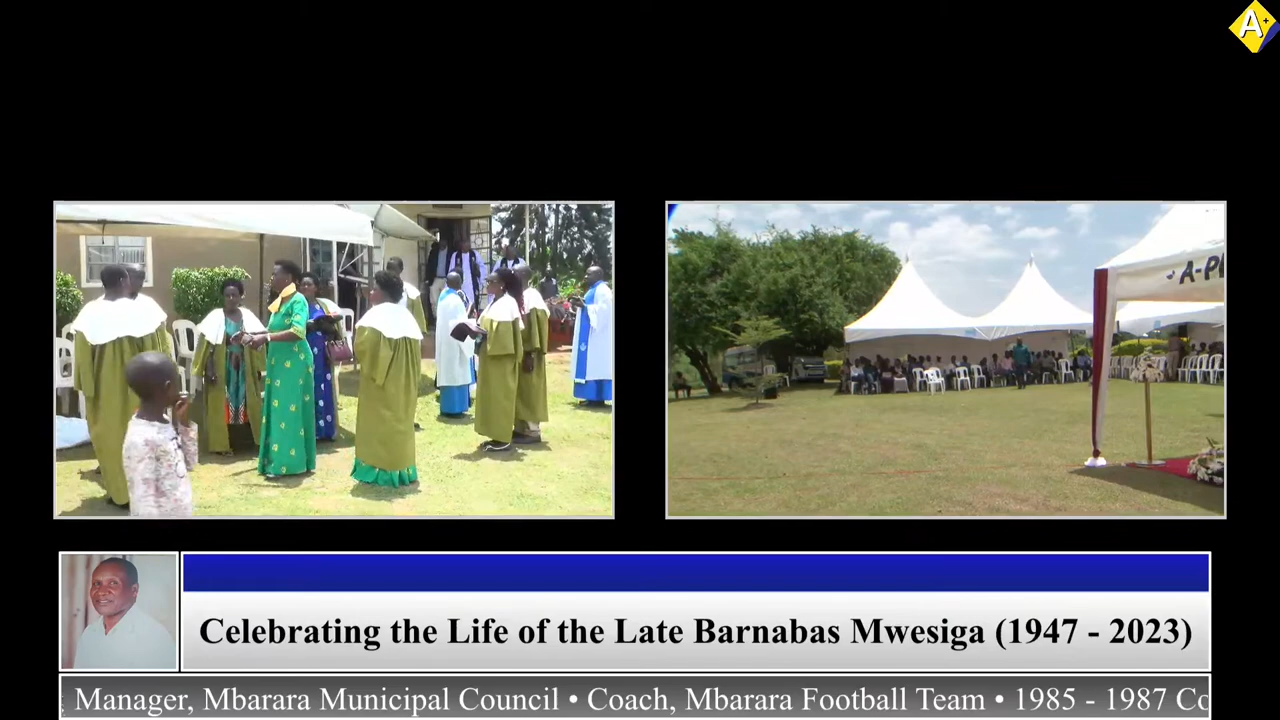 A+
A-P
Celebrating the Life of the Late Barnabas Mwesiga (1947 - 2023)
Manager, Mbarara Municipal Council • Coach, Mbarara Football Team • 1985 - 1987 Co